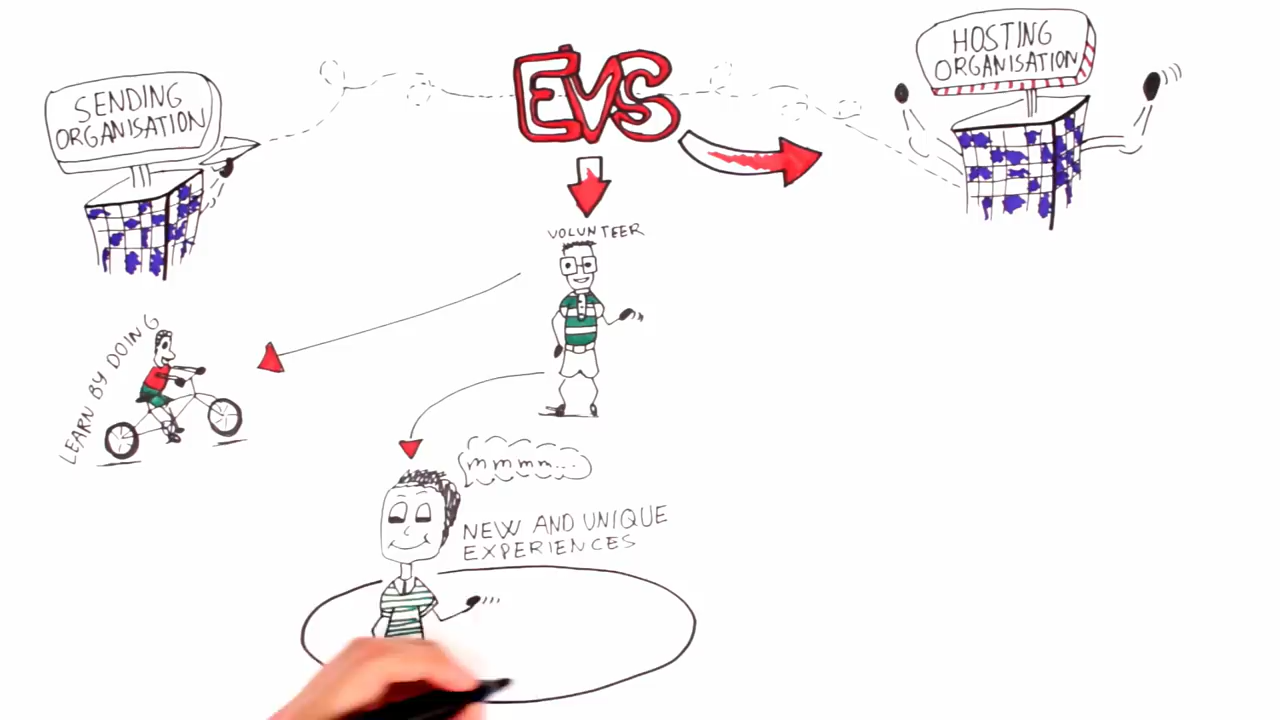 SENDING
ORGANISATION
EVS
HOSTING
ORGANISATION
VOLUNTEER
LEARN BY DOING
mmmm...
NEW AND UNIQUE
EXPERIENCES